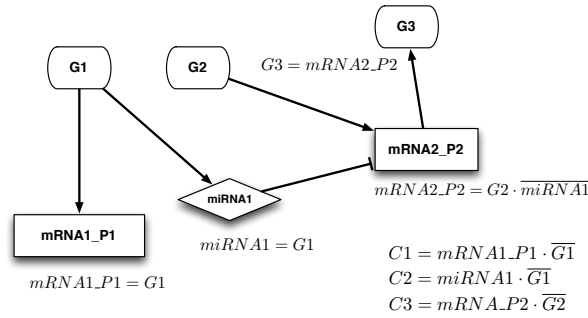 G3
G1
G2
G3 = mRNA2_P2
mRNA2_P2
miRNA1
mRNA2_P2 = G2 · \overline{miRNA1}
mRNA1_P1
miRNA1 = G1
mRNA1_P1 = G1
C1 = mRNA1_P1 · \overline{G1}
C2 = miRNA1 · \overline{G1}
C3 = mRNA_P2 · \overline{G2}